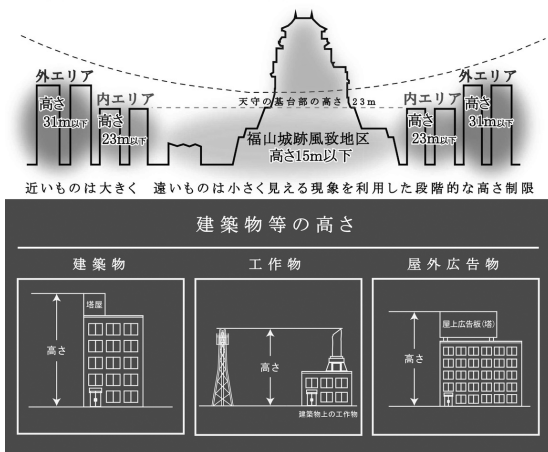 外エリア
高さ
31m以下
内エリア
高さ
23m以下
天守の基台部の高さ 23m
福山城跡風致地区
高さ15m以下
内エリア
高さ
23m以下
外エリア
高さ
31m以下
近いものは大きく 遠いものは小さく見える現象を利用した段階的な高さ制限
建築物等の高さ
建築物
塔屋
高さ
工作物
高さ
建築物上の工作物
屋外広告物
屋上広告板(塔)
高さ